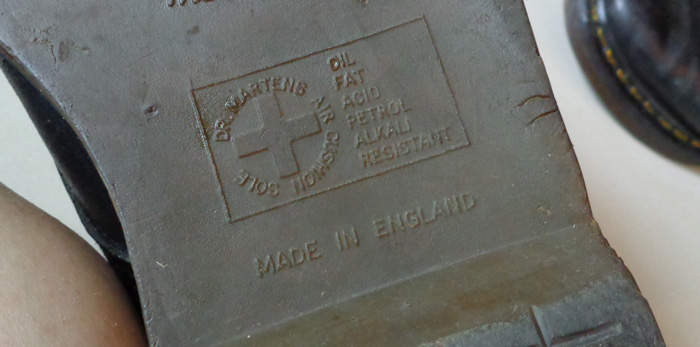 DR. MARTENS AIR CUSHION SOLE
OIL
FAT
ACID
PETROL
ALKALI
RESISTANT
MADE IN ENGLAND